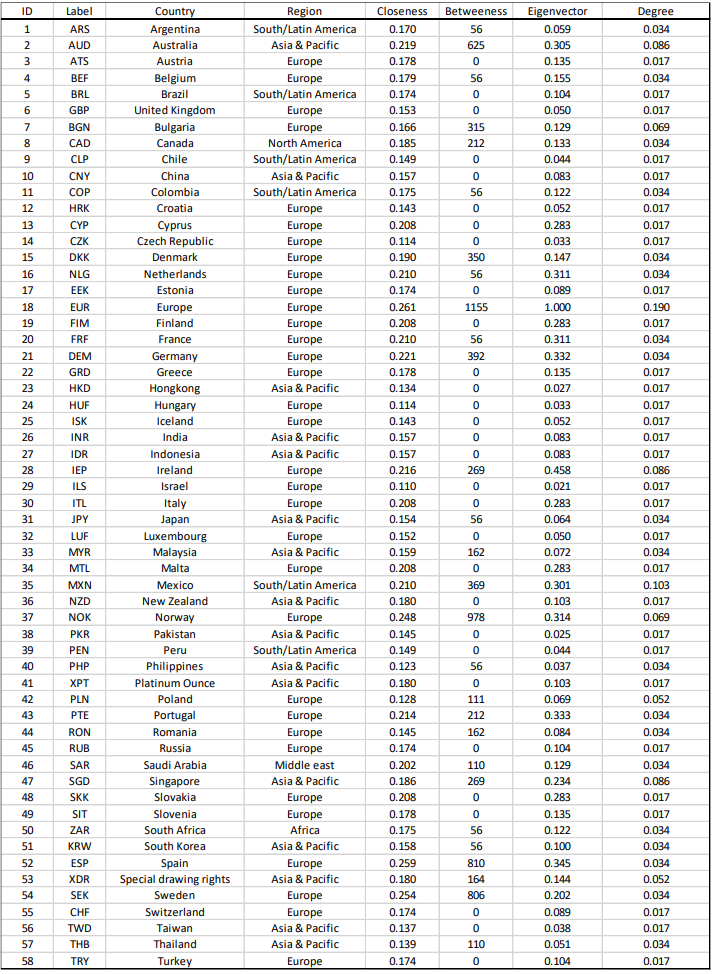 ID Label Country Region Closeness Betweeness Eigenvector Degree
1 ARS Argentina South/Latin America 0.170 56 0.059 0.034
2 AUD Australia Asia & Pacific 0.219 625 0.305 0.086
3 ATS Austria Europe 0.178 0 0.135 0.017
4 BEF Belgium Europe 0.179 56 0.155 0.034
5 BRL Brazil South/Latin America 0.174 0 0.104 0.017
6 GBP United Kingdom Europe 0.153 0 0.050 0.017
7 BGN Bulgaria Europe 0.166 315 0.129 0.069
8 CAD Canada North America 0.185 212 0.133 0.034
9 CLP Chile South/Latin America 0.149 0 0.044 0.017
10 CNY China Asia & Pacific 0.157 0 0.083 0.017
11 COP Colombia South/Latin America 0.175 56 0.122 0.034
12 HRK Croatia Europe 0.143 0 0.052 0.017
13 CYP Cyprus Europe 0.208 0 0.283 0.017
14 CZK Czech Republic Europe 0.114 0 0.033 0.017
15 DKK Denmark Europe 0.190 350 0.147 0.034
16 NLG Netherlands Europe 0.210 56 0.311 0.034
17 EEK Estonia Europe 0.174 0 0.089 0.017
18 EUR Europe Europe 0.261 1155 1.000 0.190
19 FIM Finland Europe 0.208 0 0.283 0.017
20 FRF France Europe 0.210 56 0.311 0.034
21 DEM Germany Europe 0.221 392 0.332 0.034
22 GRD Greece Europe 0.178 0 0.135 0.017
23 HKD Hongkong Asia & Pacific 0.134 0 0.027 0.017
24 HUF Hungary Europe 0.114 0 0.033 0.017
25 ISK Iceland Europe 0.143 0 0.052 0.017
26 INR India Asia & Pacific 0.157 0 0.083 0.017
27 IDR Indonesia Asia & Pacific 0.157 0 0.083 0.017
28 IEP Ireland Europe 0.216 269 0.458 0.086
29 ILS Israel Europe 0.110 0 0.021 0.017
30 ITL Italy Europe 0.208 0 0.283 0.017
31 JPY Japan Asia & Pacific 0.154 56 0.064 0.034
32 LUF Luxembourg Europe 0.152 0 0.050 0.017
33 MYR Malaysia Asia & Pacific 0.159 162 0.072 0.034
34 MTL Malta Europe 0.208 0 0.283 0.017
35 MXN Mexico South/Latin America 0.210 369 0.301 0.103
36 NZD New Zealand Asia & Pacific 0.180 0 0.103 0.017
37 NOK Norway Europe 0.248 978 0.314 0.069
38 PKR Pakistan Asia & Pacific 0.145 0 0.025 0.017
39 PEN Peru South/Latin America 0.149 0 0.044 0.017
40 PHP Philippines Asia & Pacific 0.123 56 0.037 0.034
41 XPT Platinum Ounce Asia & Pacific 0.180 0 0.103 0.017
42 PLN Poland Europe 0.128 111 0.069 0.052
43 PTE Portugal Europe 0.214 212 0.333 0.034
44 RON Romania Europe 0.145 162 0.084 0.034
45 RUB Russia Europe 0.174 0 0.104 0.017
46 SAR Saudi Arabia Middle east 0.202 110 0.129 0.034
47 SGD Singapore Asia & Pacific 0.186 269 0.234 0.086
48 SKK Slovakia Europe 0.208 0 0.283 0.017
49 SIT Slovenia Europe 0.178 0 0.135 0.017
50 ZAR South Africa Africa 0.175 56 0.122 0.034
51 KRW South Korea Asia & Pacific 0.158 56 0.100 0.034
52 ESP Spain Europe 0.259 810 0.345 0.034
53 XDR Special drawing rights Asia & Pacific 0.180 164 0.144 0.052
54 SEK Sweden Europe 0.254 806 0.202 0.034
55 CHF Switzerland Europe 0.174 0 0.089 0.017
56 TWD Taiwan Asia & Pacific 0.137 0 0.038 0.017
57 THB Thailand Asia & Pacific 0.139 110 0.051 0.034
58 TRY Turkey Europe 0.174 0 0.104 0.017